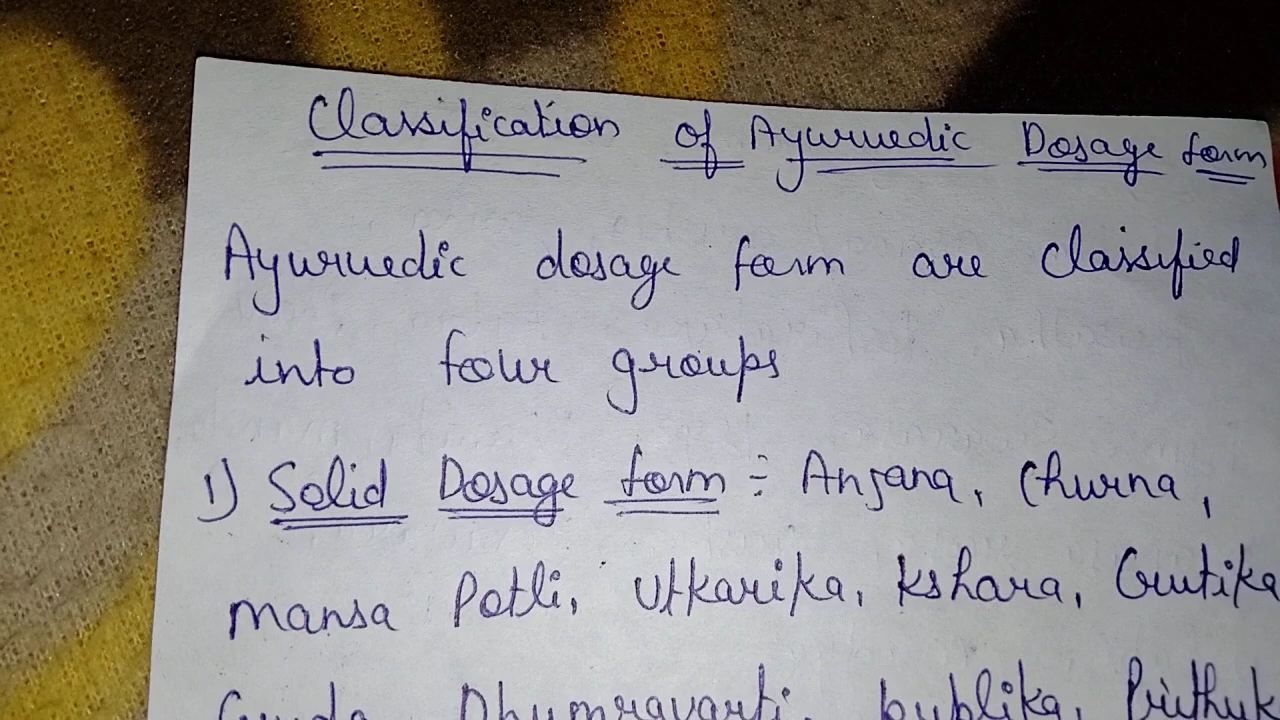 Classification of Ayurvedic Dosage form
Ayurvedic dosage form are classified
into four groups
1) Solid Dosage form :- Anjana, Churna,
mansa Potli, Utkarika, Kshara, Gutika
Dhumravarti,